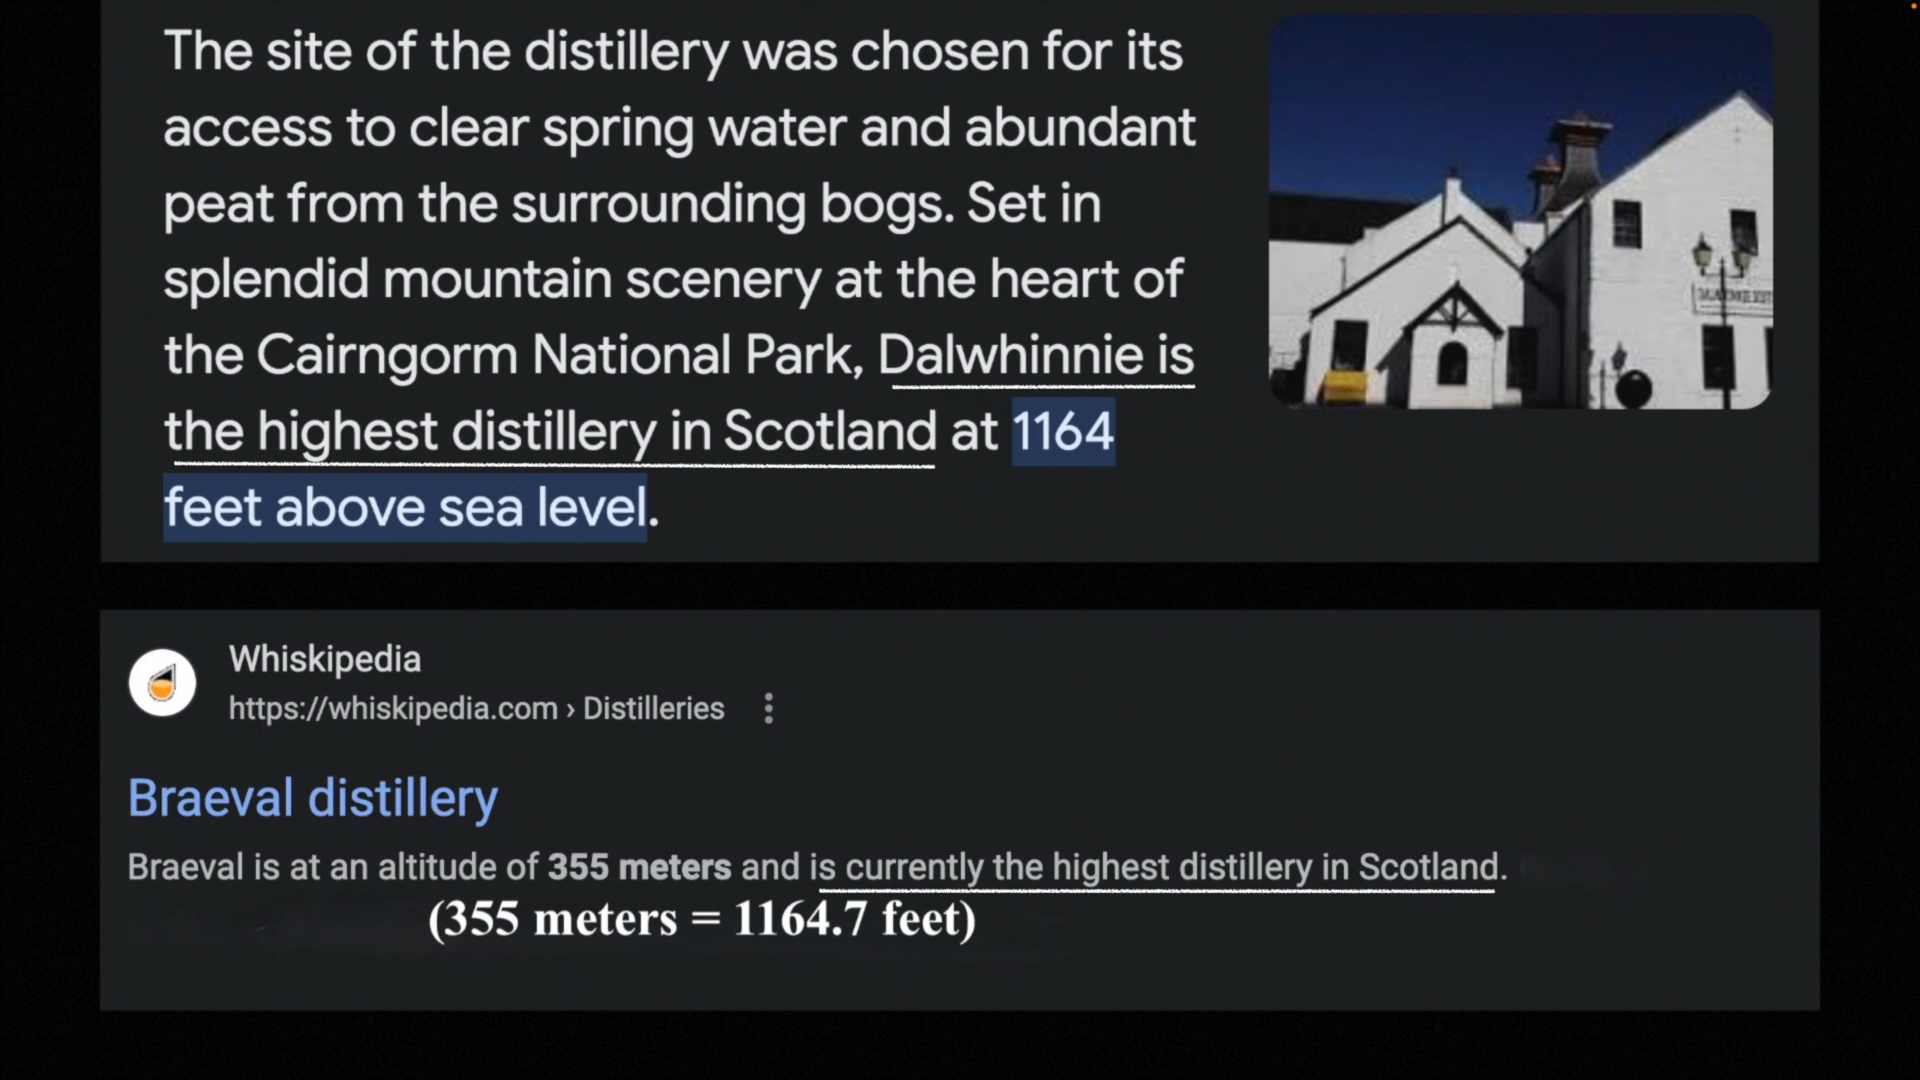 The site of the distillery was chosen for its
access to clear spring water and abundant
peat from the surrounding bogs. Set in
splendid mountain scenery at the heart of
the Cairngorm National Park, Dalwhinnie is
the highest distillery in Scotland at 1164
feet above sea level.
Whiskipedia
https://whiskipedia.com › Distilleries
Braeval distillery
Braeval is at an altitude of 355 meters and is currently the highest distillery in Scotland.
(355 meters = 1164.7 feet)